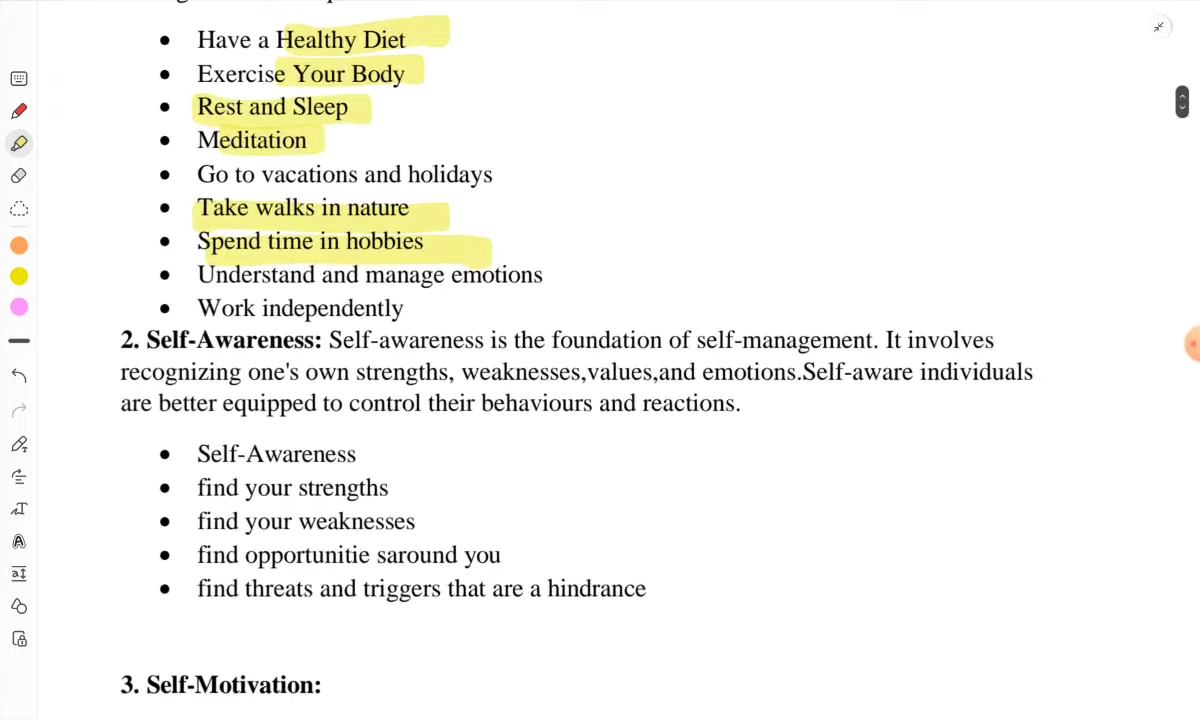 • Have a Healthy Diet
• Exercise Your Body
• Rest and Sleep
• Meditation
• Go to vacations and holidays
• Take walks in nature
• Spend time in hobbies
• Understand and manage emotions
• Work independently
2. Self-Awareness: Self-awareness is the foundation of self-management. It involves
recognizing one's own strengths, weaknesses,values,and emotions.Self-aware individuals
are better equipped to control their behaviours and reactions.
• Self-Awareness
• find your strengths
• find your weaknesses
• find opportunitie saround you
• find threats and triggers that are a hindrance
3. Self-Motivation: